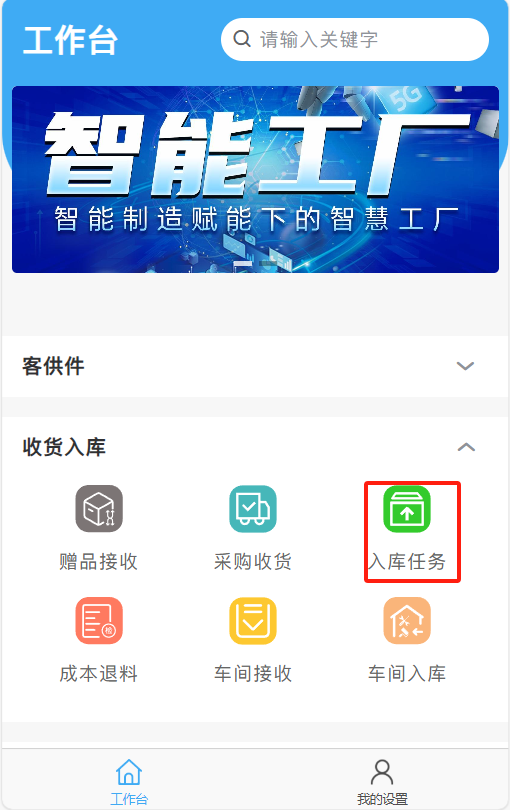 工作台
请输入关键字
5G
智能工厂
智能制造赋能下的智慧工厂
客供件
收货入库
赠品接收 采购收货 入库任务
检
成本退料 车间接收 车间入库
工作台 我的设置